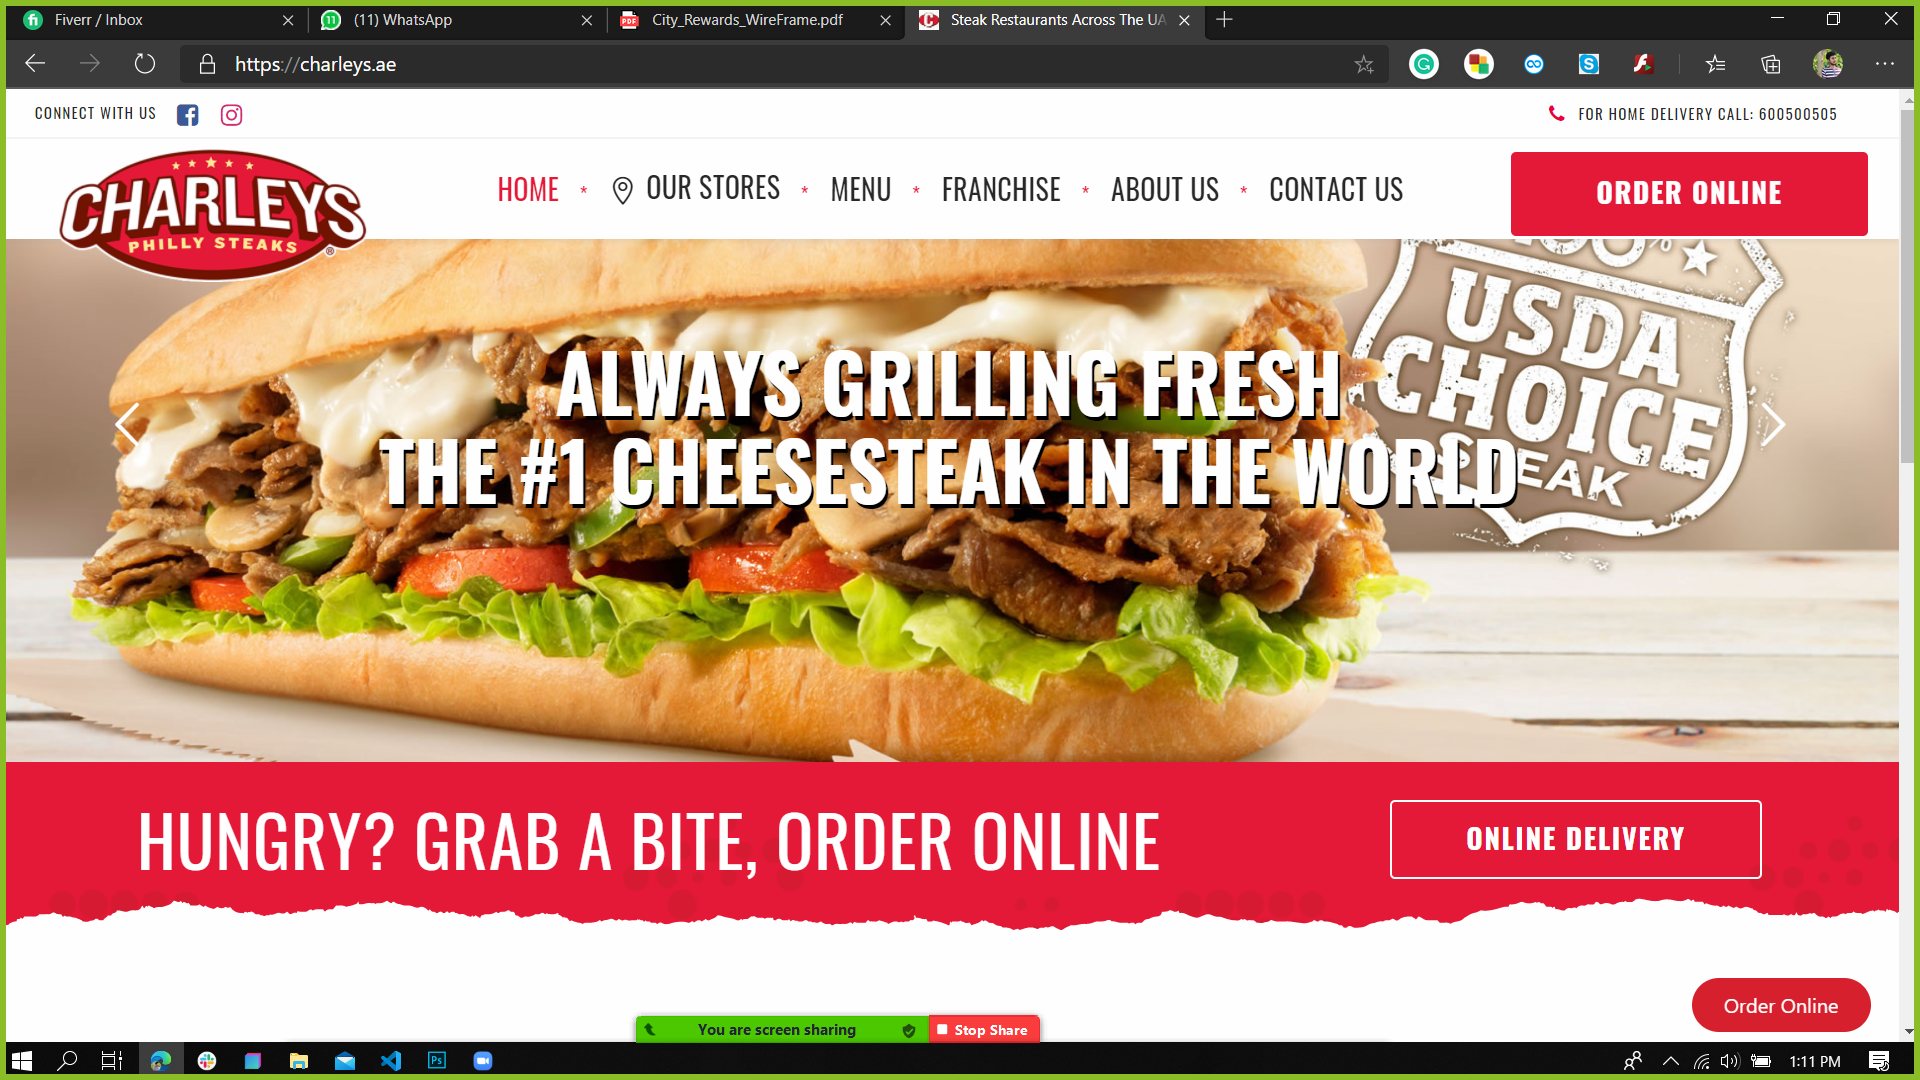 Fiverr / Inbox
(11) WhatsApp
City_Rewards_WireFrame.pdf
Steak Restaurants Across The UA
https://charleys.ae
CONNECT WITH US
FOR HOME DELIVERY CALL: 600500505
CHARLEYS
PHILLY STEAKS
®
HOME * OUR STORES * MENU * FRANCHISE * ABOUT US * CONTACT US
ORDER ONLINE
USDA
CHOICE
ALWAYS GRILLING FRESH
THE #1 CHEESESTEAK IN THE WORLD
HUNGRY? GRAB A BITE, ORDER ONLINE
ONLINE DELIVERY
Order Online
You are screen sharing
Stop Share
1:11 PM